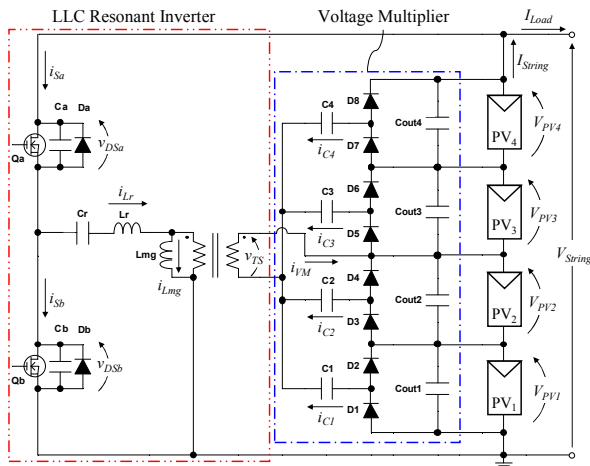 LLC Resonant Inverter
Voltage Multiplier
I_Load
I_String
i_Sa
Ca Da
Qa
v_DSa
C4
D8
i_C4
D7
Cout4
PV4
V_PV4
i_Lr
Cr
Lr
C3
D6
i_C3
D5
Cout3
PV3
V_PV3
Lmg
i_Lmg
v_TS
i_VM
V_String
i_Sb
C2
D4
i_C2
D3
Cout2
PV2
V_PV2
Cb Db
Qb
v_DSb
C1
D2
i_C1
D1
Cout1
PV1
V_PV1